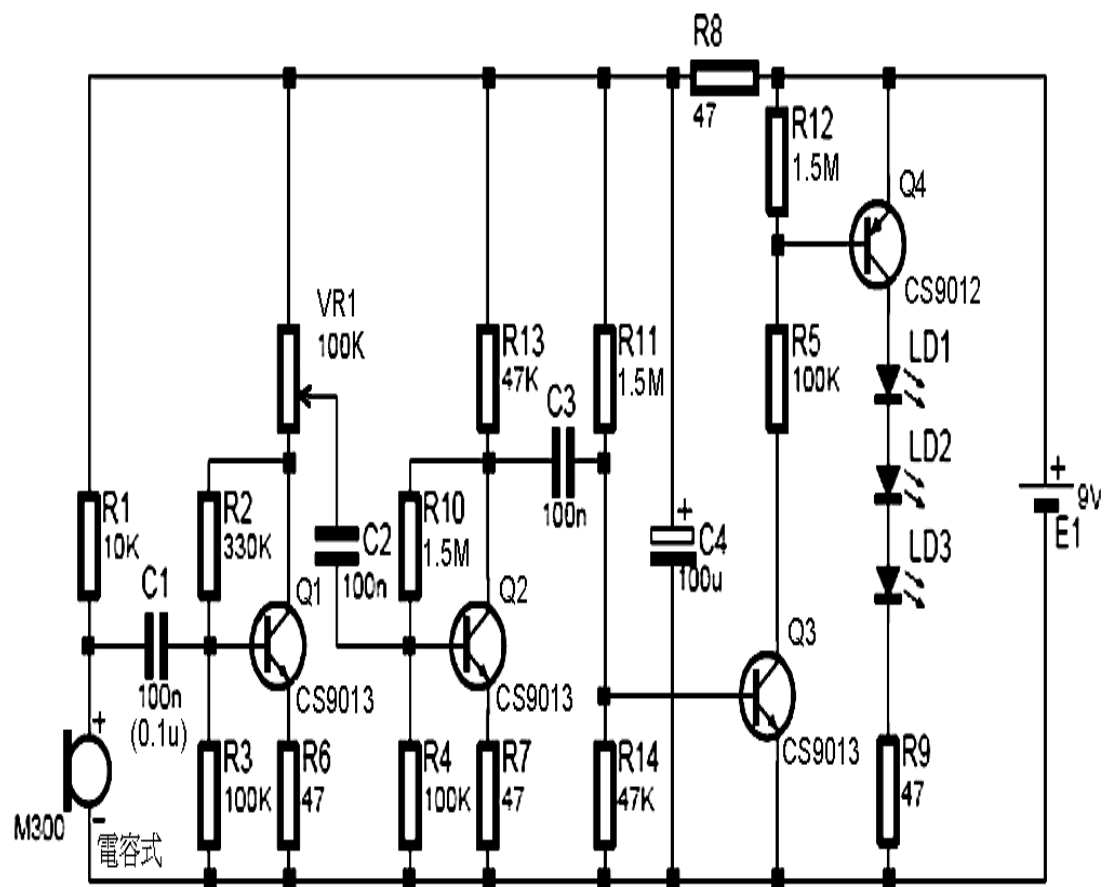 R8
47
R12
1.5M
Q4
CS9012
VR1
100K
R13
47K
R11
1.5M
R5
100K
LD1
C3
100n
LD2
+
9V
E1
R1
10K
R2
330K
C2
100n
R10
1.5M
+
C4
100u
LD3
C1
100n
(0.1u)
Q1
CS9013
Q2
CS9013
Q3
CS9013
+
M300
-
電容式
R3
100K
R6
47
R4
100K
R7
47
R14
47K
R9
47